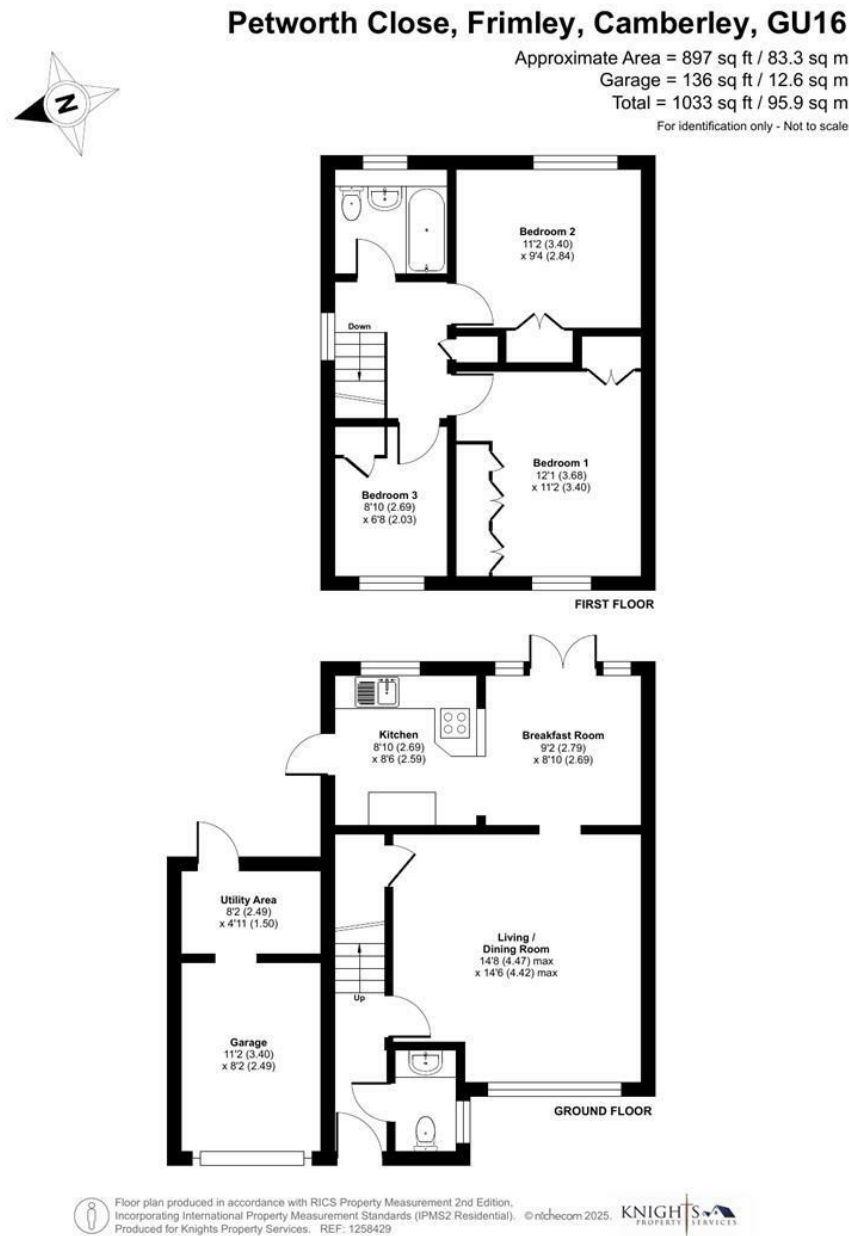 Petworth Close, Frimley, Camberley, GU16
Approximate Area = 897 sq ft / 83.3 sq m
Garage = 136 sq ft / 12.6 sq m
Total = 1033 sq ft / 95.9 sq m
For identification only - Not to scale
N
Bedroom 2
11'2 (3.40)
x 9'4 (2.84)
Down
Bedroom 1
12'1 (3.68)
x 11'2 (3.40)
Bedroom 3
8'10 (2.69)
x 6'8 (2.03)
FIRST FLOOR
Kitchen
8'10 (2.69)
x 8'6 (2.59)
Breakfast Room
9'2 (2.79)
x 8'10 (2.69)
Utility Area
8'2 (2.49)
x 4'11 (1.50)
Living /
Dining Room
14'8 (4.47) max
x 14'6 (4.42) max
Up
Garage
11'2 (3.40)
x 8'2 (2.49)
GROUND FLOOR
Floor plan produced in accordance with RICS Property Measurement 2nd Edition,
Incorporating International Property Measurement Standards (IPMS2 Residential). ©nichecom 2025.
Produced for Knights Property Services. REF: 1258429
KNIGHTS
PROPERTY SERVICES